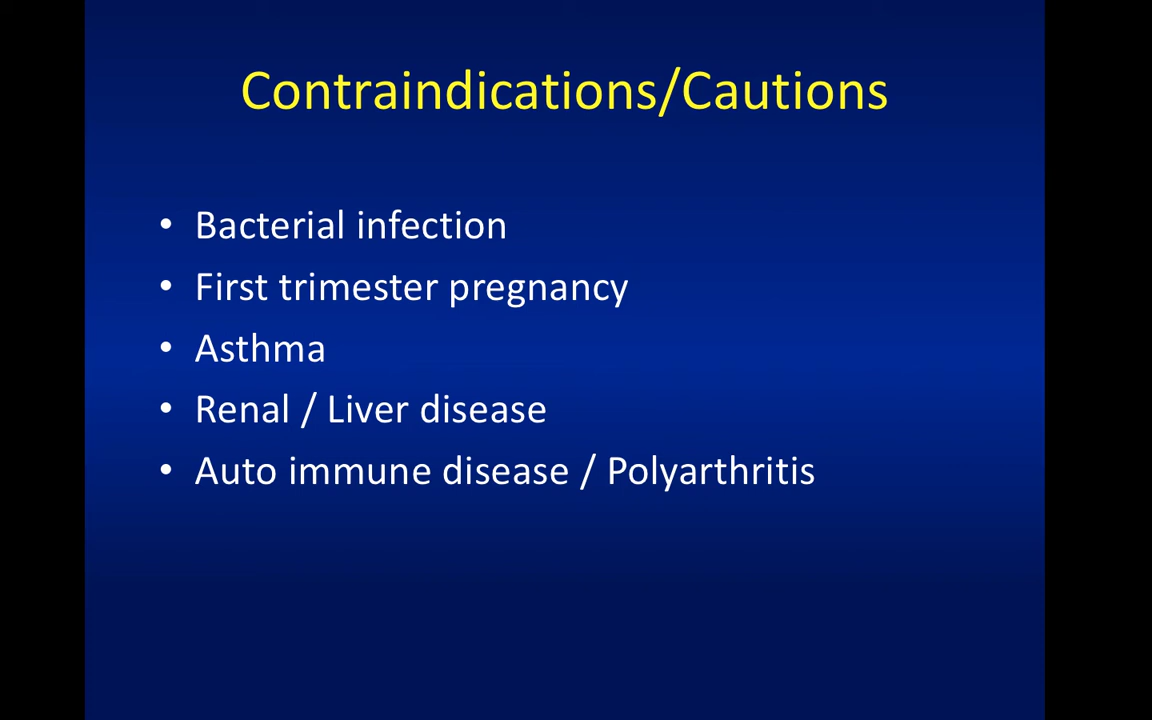 Contraindications/Cautions
• Bacterial infection
• First trimester pregnancy
• Asthma
• Renal / Liver disease
• Auto immune disease / Polyarthritis